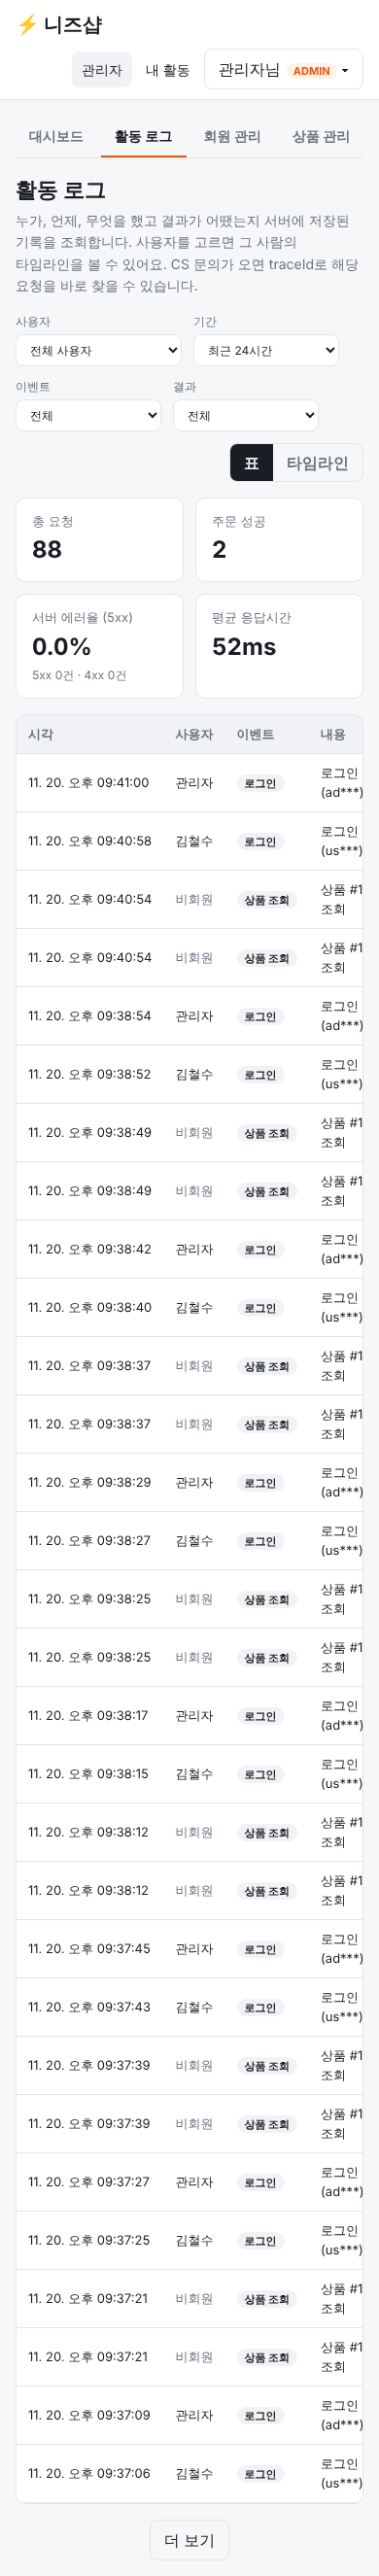 ⚡ 니즈샵
관리자 내 활동 관리자님 ADMIN
대시보드 활동 로그 회원 관리 상품 관리
활동 로그
누가, 언제, 무엇을 했고 결과가 어땠는지 서버에 저장된
기록을 조회합니다. 사용자를 고르면 그 사람의
타임라인을 볼 수 있어요. CS 문의가 오면 traceId로 해당
요청을 바로 찾을 수 있습니다.
사용자 기간
전체 사용자 최근 24시간
이벤트 결과
전체 전체
표 타임라인
총 요청 주문 성공
88 2
서버 에러율 (5xx) 평균 응답시간
0.0% 52ms
5xx 0건 · 4xx 0건
시각 사용자 이벤트 내용
11. 20. 오후 09:41:00 관리자 로그인 로그인
(ad***)
11. 20. 오후 09:40:58 김철수 로그인 로그인
(us***)
11. 20. 오후 09:40:54 비회원 상품 조회 상품 #1
조회
11. 20. 오후 09:40:54 비회원 상품 조회 상품 #1
조회
11. 20. 오후 09:38:54 관리자 로그인 로그인
(ad***)
11. 20. 오후 09:38:52 김철수 로그인 로그인
(us***)
11. 20. 오후 09:38:49 비회원 상품 조회 상품 #1
조회
11. 20. 오후 09:38:49 비회원 상품 조회 상품 #1
조회
11. 20. 오후 09:38:42 관리자 로그인 로그인
(ad***)
11. 20. 오후 09:38:40 김철수 로그인 로그인
(us***)
11. 20. 오후 09:38:37 비회원 상품 조회 상품 #1
조회
11. 20. 오후 09:38:37 비회원 상품 조회 상품 #1
조회
11. 20. 오후 09:38:29 관리자 로그인 로그인
(ad***)
11. 20. 오후 09:38:27 김철수 로그인 로그인
(us***)
11. 20. 오후 09:38:25 비회원 상품 조회 상품 #1
조회
11. 20. 오후 09:38:25 비회원 상품 조회 상품 #1
조회
11. 20. 오후 09:38:17 관리자 로그인 로그인
(ad***)
11. 20. 오후 09:38:15 김철수 로그인 로그인
(us***)
11. 20. 오후 09:38:12 비회원 상품 조회 상품 #1
조회
11. 20. 오후 09:38:12 비회원 상품 조회 상품 #1
조회
11. 20. 오후 09:37:45 관리자 로그인 로그인
(ad***)
11. 20. 오후 09:37:43 김철수 로그인 로그인
(us***)
11. 20. 오후 09:37:39 비회원 상품 조회 상품 #1
조회
11. 20. 오후 09:37:39 비회원 상품 조회 상품 #1
조회
11. 20. 오후 09:37:27 관리자 로그인 로그인
(ad***)
11. 20. 오후 09:37:25 김철수 로그인 로그인
(us***)
11. 20. 오후 09:37:21 비회원 상품 조회 상품 #1
조회
11. 20. 오후 09:37:21 비회원 상품 조회 상품 #1
조회
11. 20. 오후 09:37:09 관리자 로그인 로그인
(ad***)
11. 20. 오후 09:37:06 김철수 로그인 로그인
(us***)
더 보기